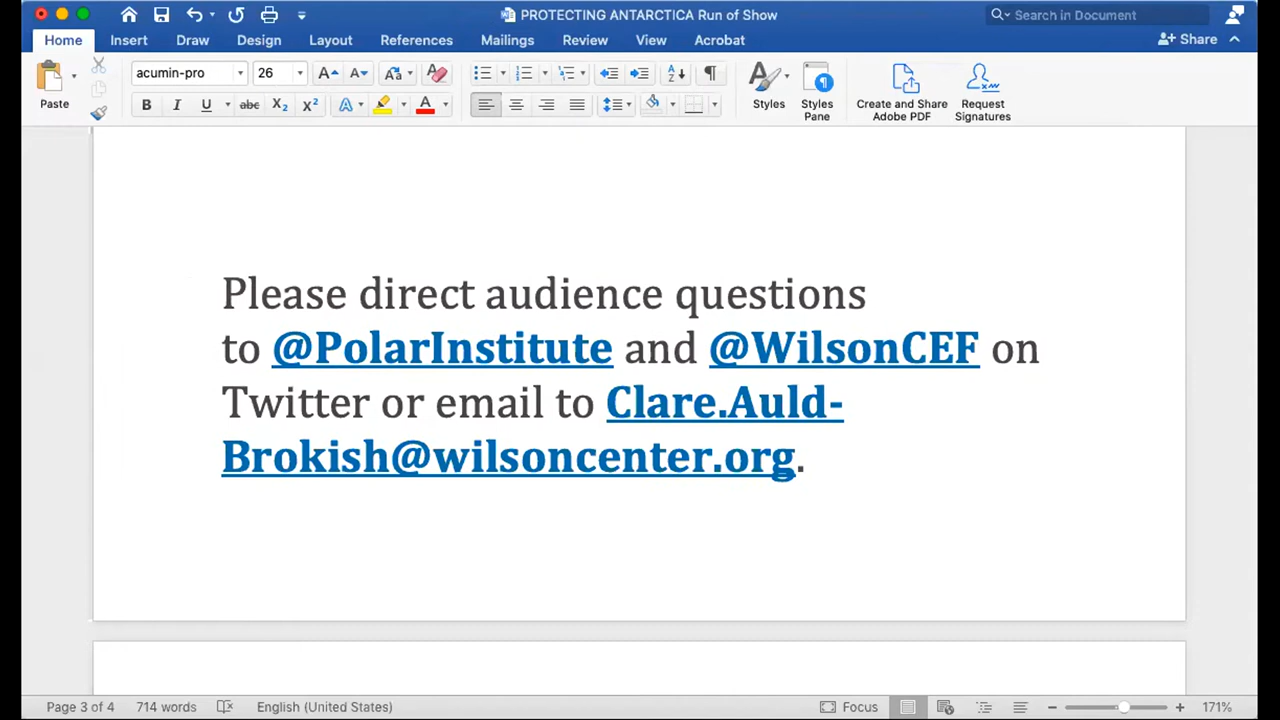 PROTECTING ANTARCTICA Run of Show
Search in Document
Home Insert Draw Design Layout References Mailings Review View Acrobat
Share
acumin-pro 26
Paste
Styles
Styles Pane
Create and Share Adobe PDF
Request Signatures
Please direct audience questions
to @PolarInstitute and @WilsonCEF on
Twitter or email to Clare.Auld-
Brokish@wilsoncenter.org.
Page 3 of 4 714 words English (United States) Focus 171%